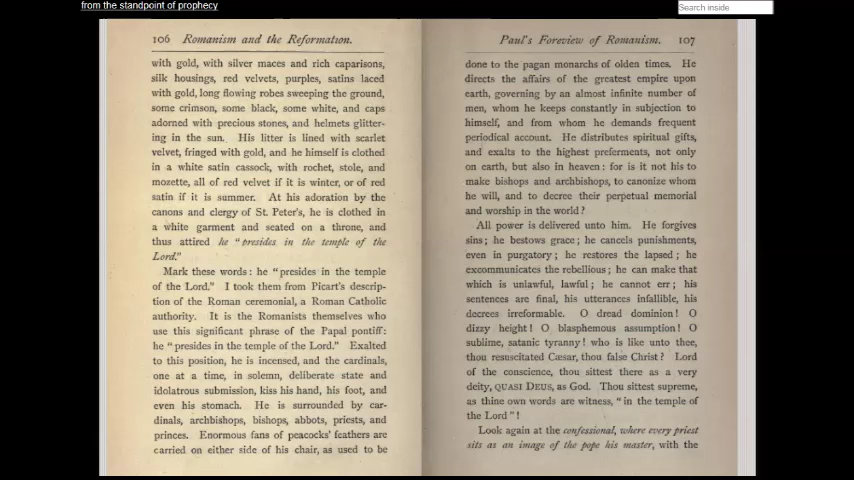 from the standpoint of prophecy
Search inside
106 Romanism and the Reformation.
with gold, with silver maces and rich caparisons,
silk housings, red velvets, purples, satins laced
with gold, long flowing robes sweeping the ground,
some crimson, some black, some white, and caps
adorned with precious stones, and helmets glitter-
ing in the sun. His litter is lined with scarlet
velvet, fringed with gold, and he himself is clothed
in a white satin cassock, with rochet, stole, and
mozette, all of red velvet if it is winter, or of red
satin if it is summer. At his adoration by the
canons and clergy of St. Peter's, he is clothed in
a white garment and seated on a throne, and
thus attired he "presides in the temple of the
Lord."
Mark these words: he "presides in the temple
of the Lord." I took them from Picart's descrip-
tion of the Roman ceremonial, a Roman Catholic
authority. It is the Romanists themselves who
use this significant phrase of the Papal pontiff:
he "presides in the temple of the Lord." Exalted
to this position, he is incensed, and the cardinals,
one at a time, in solemn, deliberate state and
idolatrous submission, kiss his hand, his foot, and
even his stomach. He is surrounded by car-
dinals, archbishops, bishops, abbots, priests, and
princes. Enormous fans of peacocks' feathers are
carried on either side of his chair, as used to be
Paul's Foreview of Romanism. 107
done to the pagan monarchs of olden times. He
directs the affairs of the greatest empire upon
earth, governing by an almost infinite number of
men, whom he keeps constantly in subjection to
himself, and from whom he demands frequent
periodical account. He distributes spiritual gifts,
and exalts to the highest preferments, not only
on earth, but also in heaven: for is it not his to
make bishops and archbishops, to canonize whom
he will, and to decree their perpetual memorial
and worship in the world?
All power is delivered unto him. He forgives
sins; he bestows grace; he cancels punishments,
even in purgatory; he restores the lapsed; he
excommunicates the rebellious; he can make that
which is unlawful, lawful; he cannot err; his
sentences are final, his utterances infallible, his
decrees irreformable. O dread dominion! O
dizzy height! O blasphemous assumption! O
sublime, satanic tyranny! who is like unto thee,
thou resuscitated Cæsar, thou false Christ? Lord
of the conscience, thou sittest there as a very
deity, QUASI DEUS, as God. Thou sittest supreme,
as thine own words are witness, "in the temple of
the Lord"!
Look again at the confessional, where every priest
sits as an image of the pope his master, with the